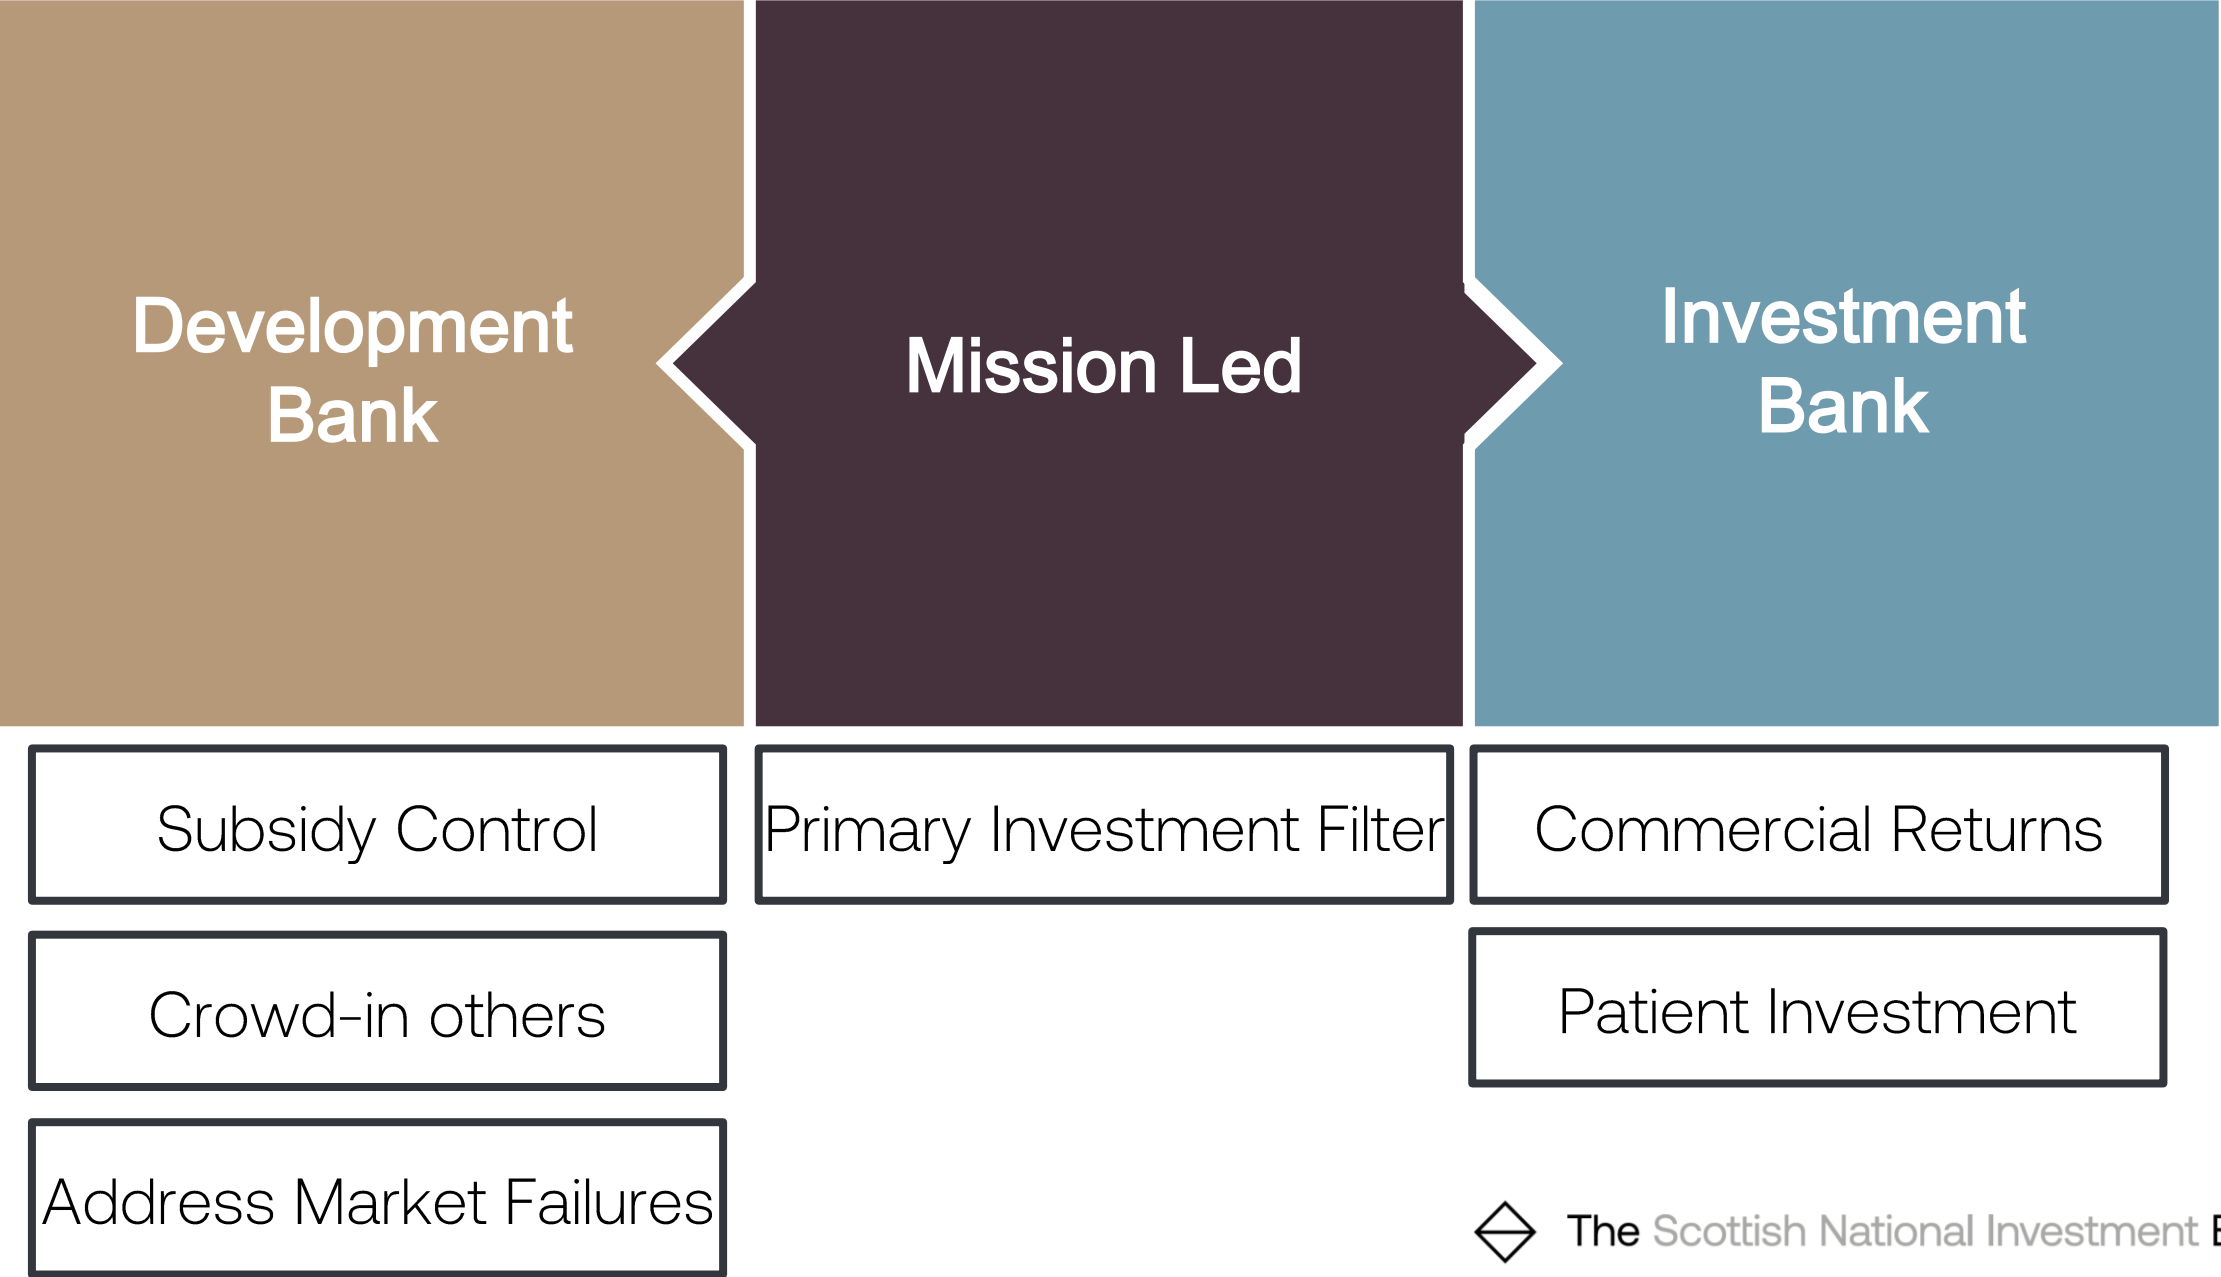 Development
Bank
Mission Led
Investment
Bank
Subsidy Control
Primary Investment Filter
Commercial Returns
Crowd-in others
Patient Investment
Address Market Failures
The Scottish National Investment